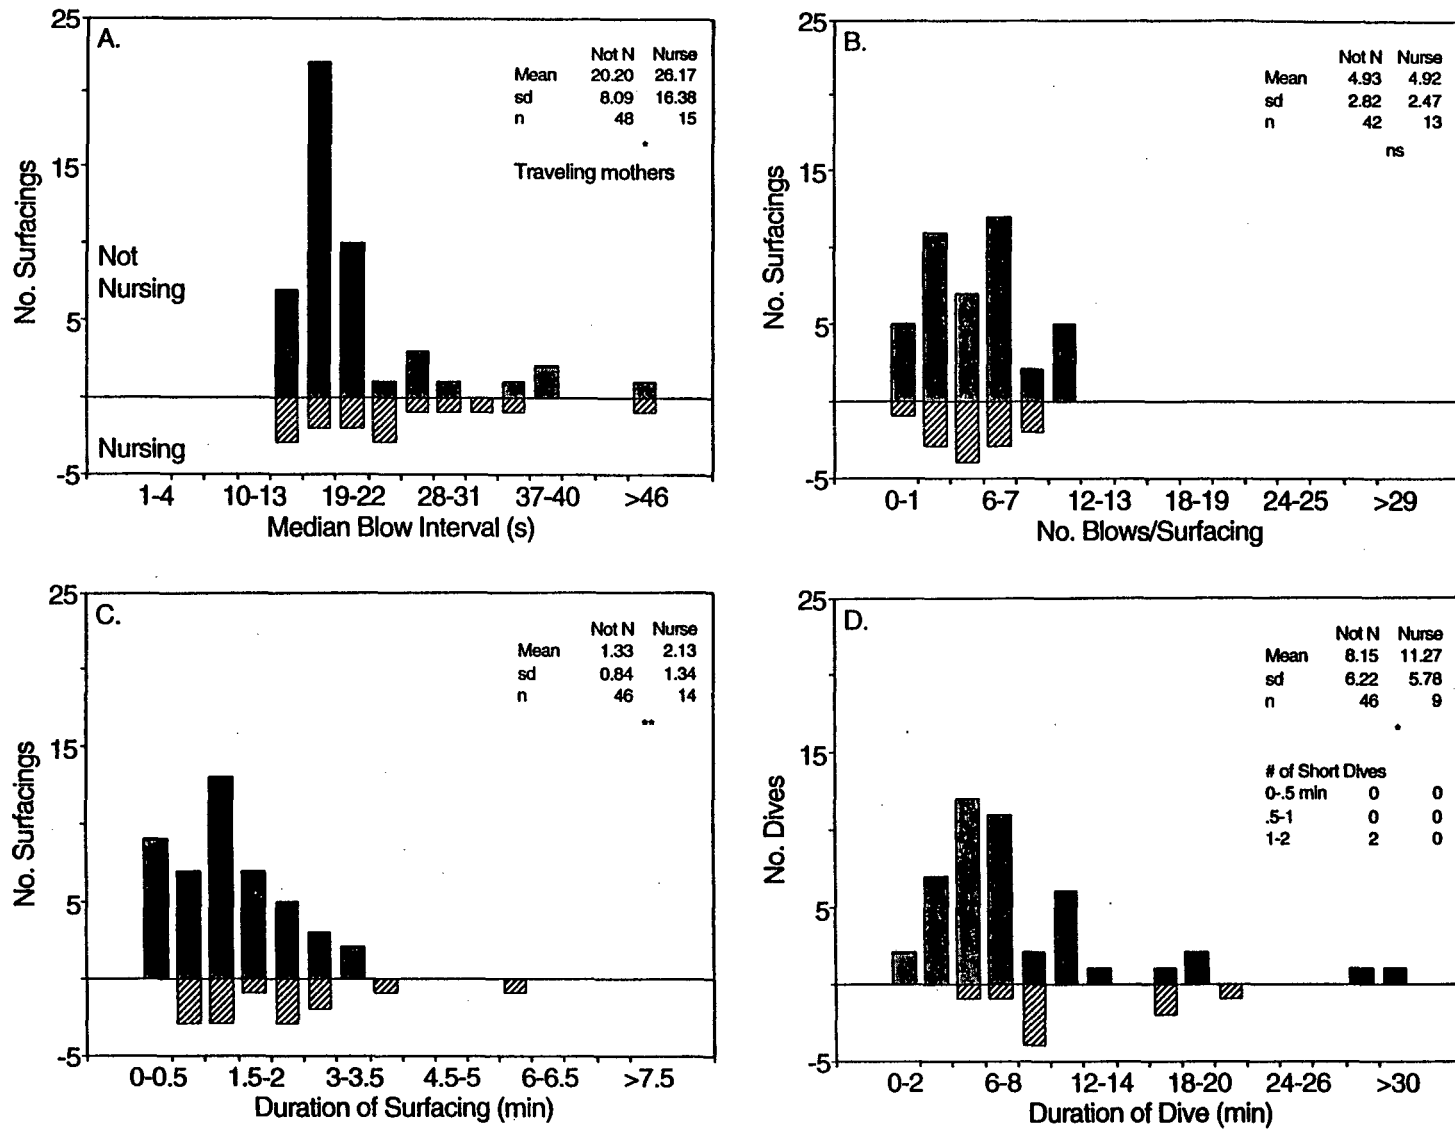 A.
25
15
5
-5
No. Surfacings
Not N Nurse
Mean 20.20 26.17
sd 8.09 16.38
n 48 15
*
Traveling mothers
Not
Nursing
Nursing
1-4 10-13 19-22 28-31 37-40 >46
Median Blow Interval (s)
B.
25
15
5
-5
No. Surfacings
Not N Nurse
Mean 4.93 4.92
sd 2.82 2.47
n 42 13
ns
0-1 6-7 12-13 18-19 24-25 >29
No. Blows/Surfacing
C.
25
15
5
-5
No. Surfacings
Not N Nurse
Mean 1.33 2.13
sd 0.84 1.34
n 46 14
**
0-0.5 1.5-2 3-3.5 4.5-5 6-6.5 >7.5
Duration of Surfacing (min)
D.
25
15
5
-5
No. Dives
Not N Nurse
Mean 8.15 11.27
sd 6.22 5.78
n 46 9
*
# of Short Dives
0-.5 min 0 0
.5-1 0 0
1-2 2 0
0-2 6-8 12-14 18-20 24-26 >30
Duration of Dive (min)